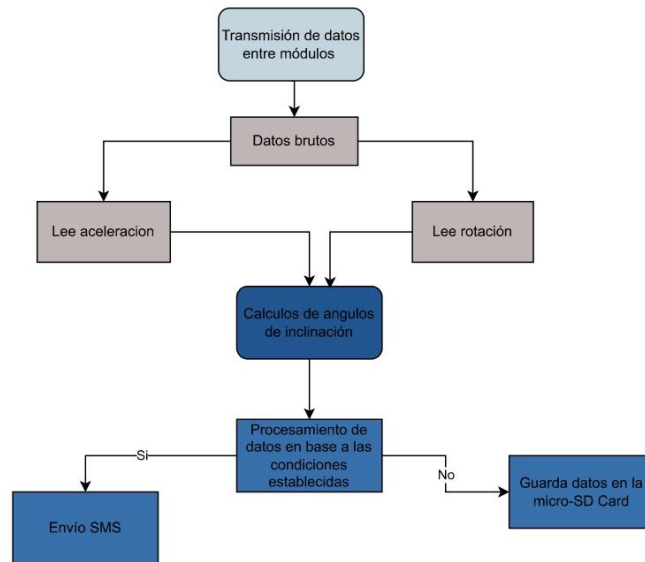 Transmisión de datos
entre módulos
Datos brutos
Lee aceleracion
Lee rotación
Calculos de angulos
de inclinación
Procesamiento de
datos en base a las
condiciones
establecidas
Si
No
Envío SMS
Guarda datos en la
micro-SD Card